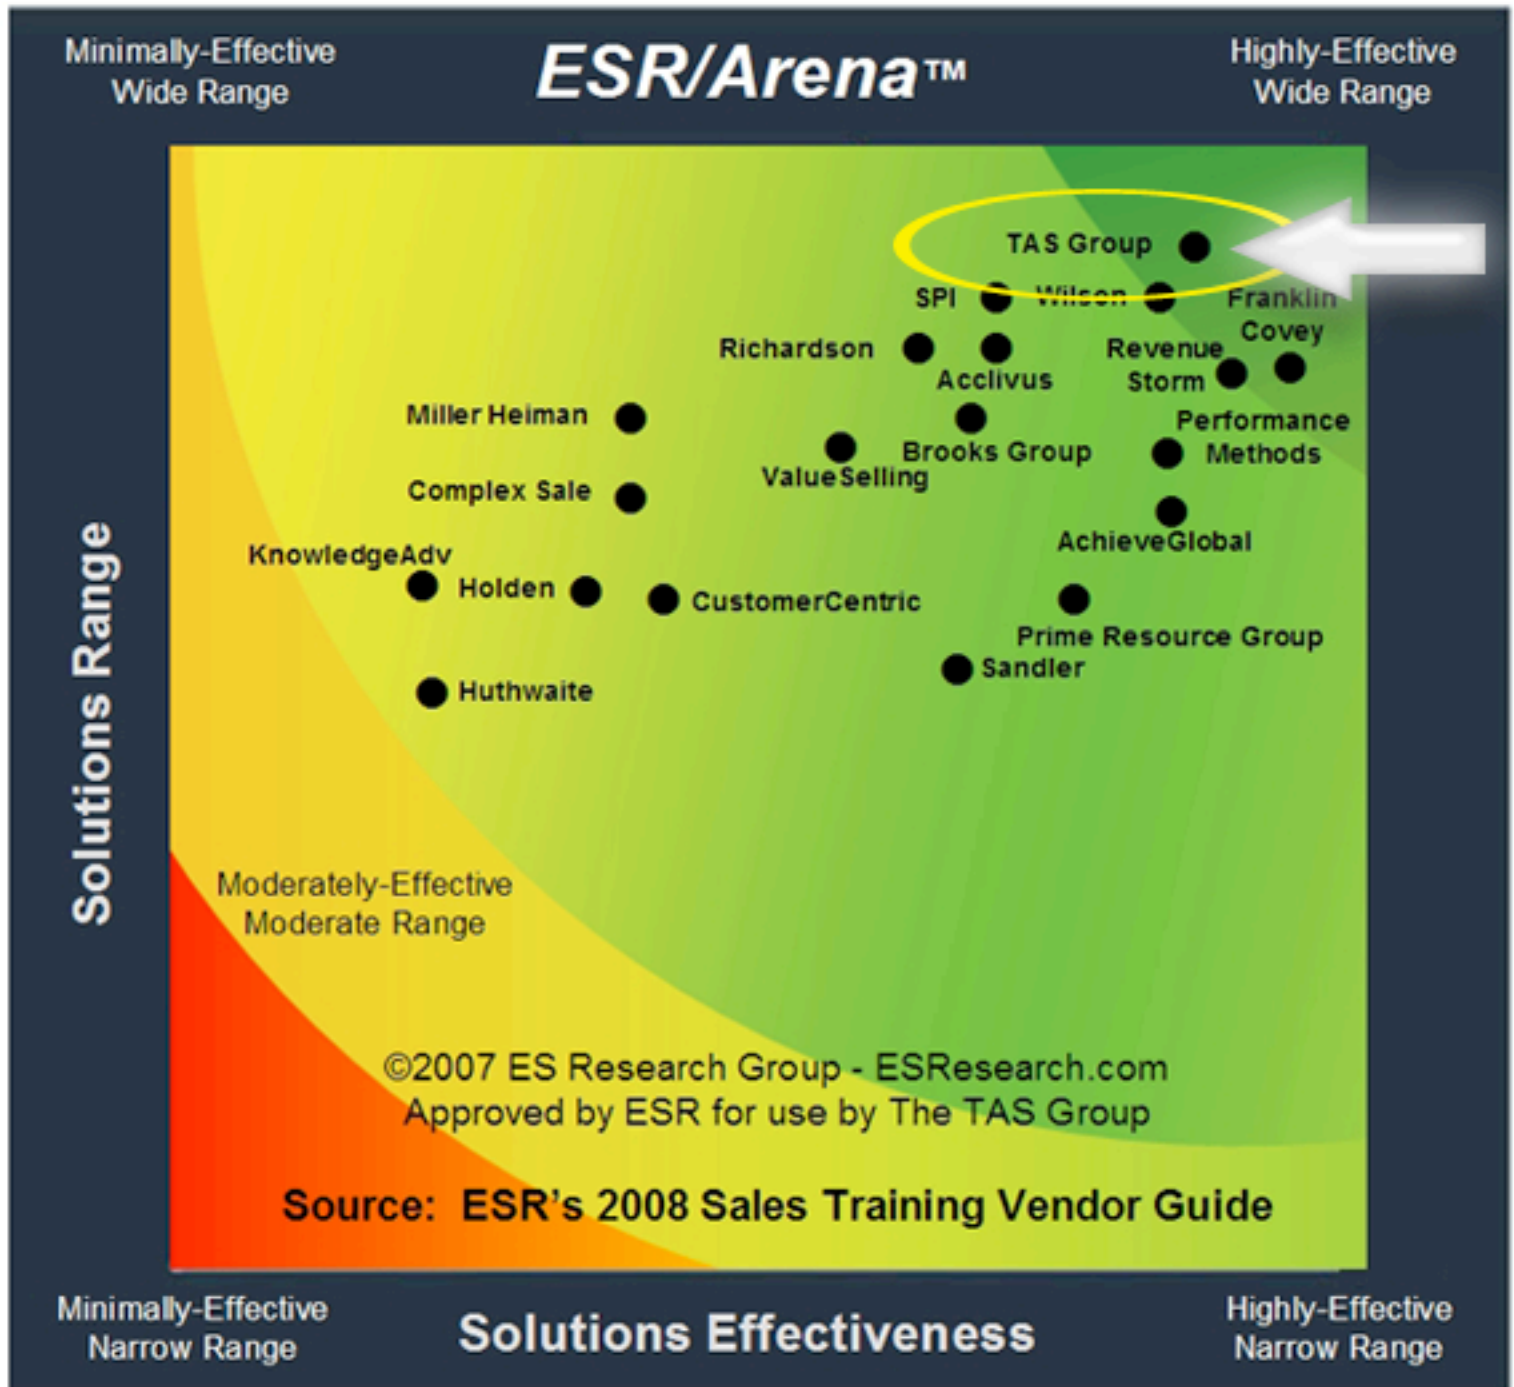 Minimally-Effective
Wide Range
ESR/Arena™
Highly-Effective
Wide Range
TAS Group
SPI
Wilson
Franklin
Covey
Richardson
Acclivus
Revenue
Storm
Miller Heiman
Brooks Group
Performance
Methods
ValueSelling
Complex Sale
AchieveGlobal
KnowledgeAdv
Holden
CustomerCentric
Prime Resource Group
Sandler
Huthwaite
Solutions Range
Moderately-Effective
Moderate Range
©2007 ES Research Group - ESResearch.com
Approved by ESR for use by The TAS Group
Source: ESR's 2008 Sales Training Vendor Guide
Minimally-Effective
Narrow Range
Solutions Effectiveness
Highly-Effective
Narrow Range